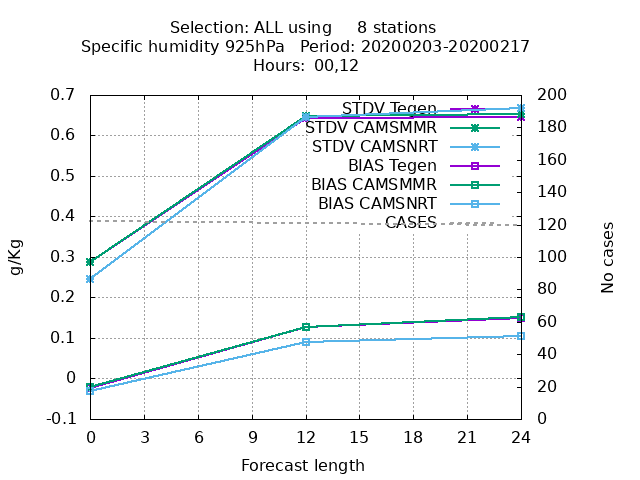 Selection: ALL using     8 stations
Specific humidity 925hPa   Period: 20200203-20200217
Hours: 00,12
0.7
0.6
0.5
0.4
0.3
0.2
0.1
0
-0.1
g/Kg
STDV Tegen
STDV CAMSMMR
STDV CAMSNRT
BIAS Tegen
BIAS CAMSMMR
BIAS CAMSNRT
CASES
200
180
160
140
120
100
80
60
40
20
0
No cases
0 3 6 9 12 15 18 21 24
Forecast length